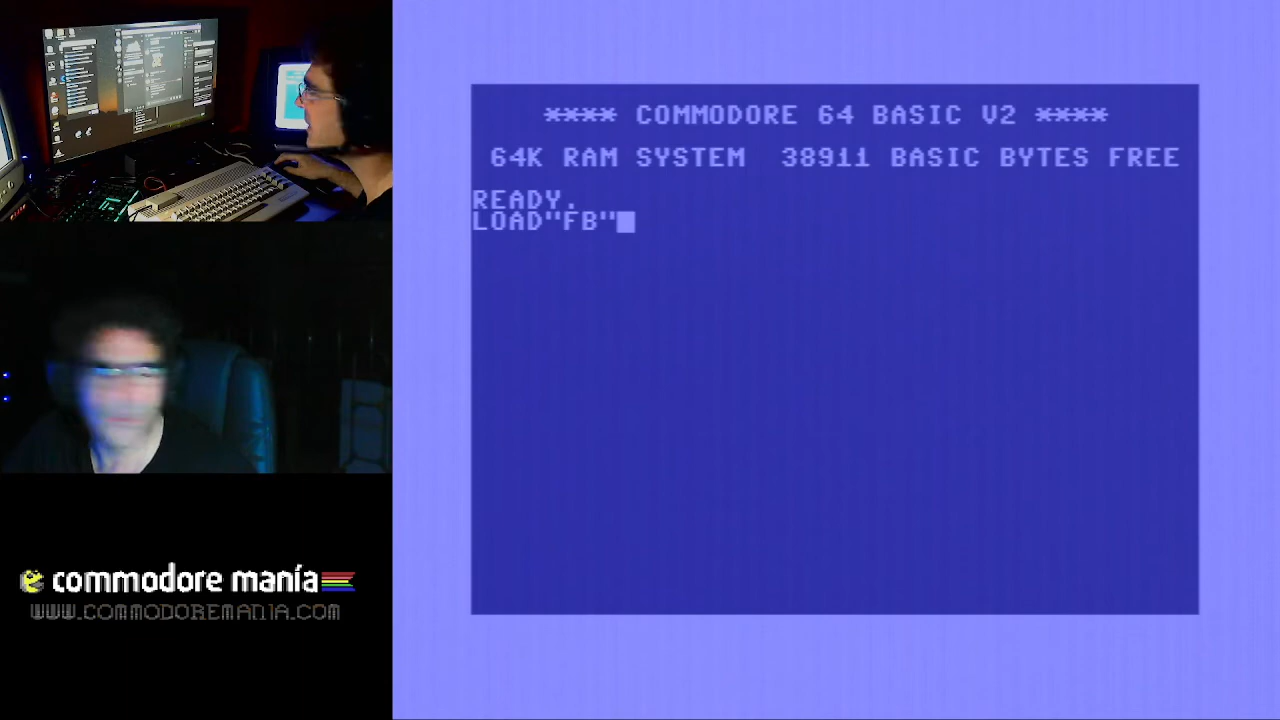 **** COMMODORE 64 BASIC V2 ****
64K RAM SYSTEM  38911 BASIC BYTES FREE
READY.
LOAD"FB"
commodore manía
WWW.COMMODOREMANIA.COM